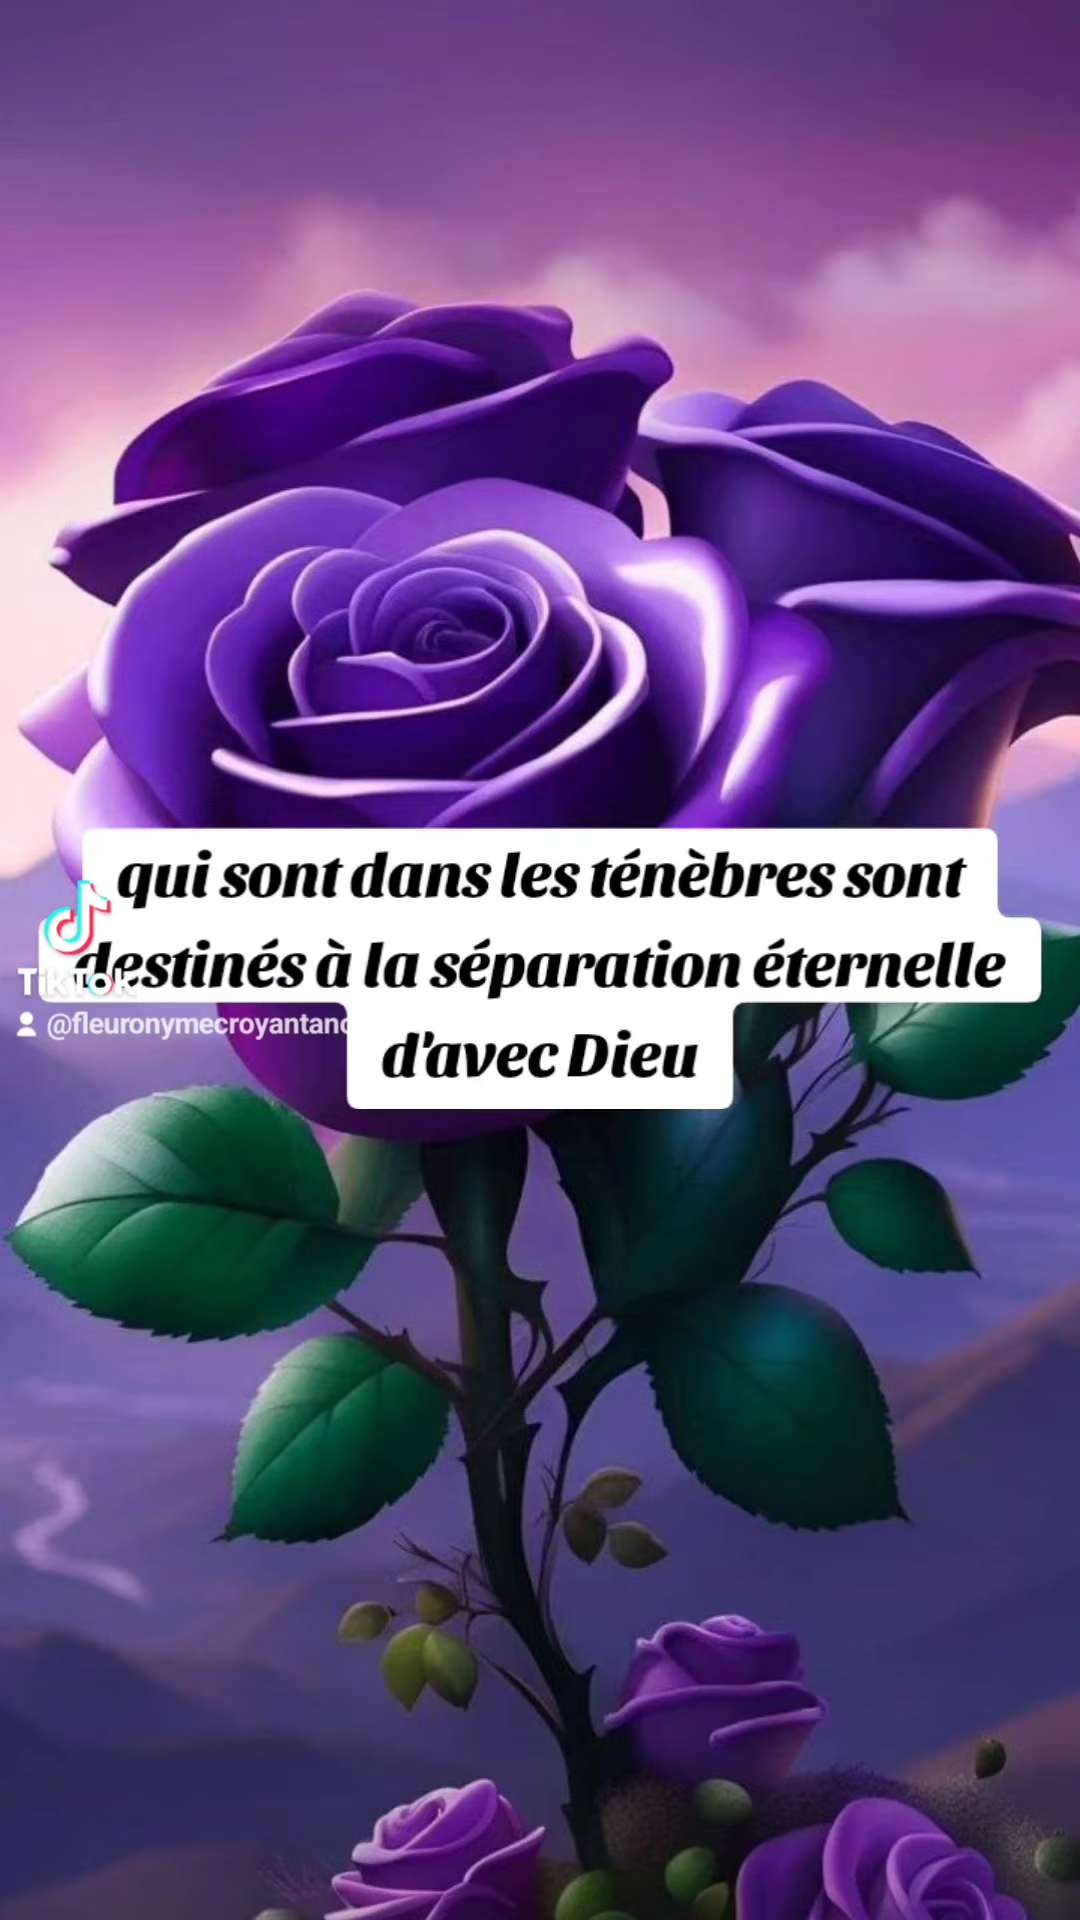 qui sont dans les ténèbres sont
destinés à la séparation éternelle
d'avec Dieu
TikTok